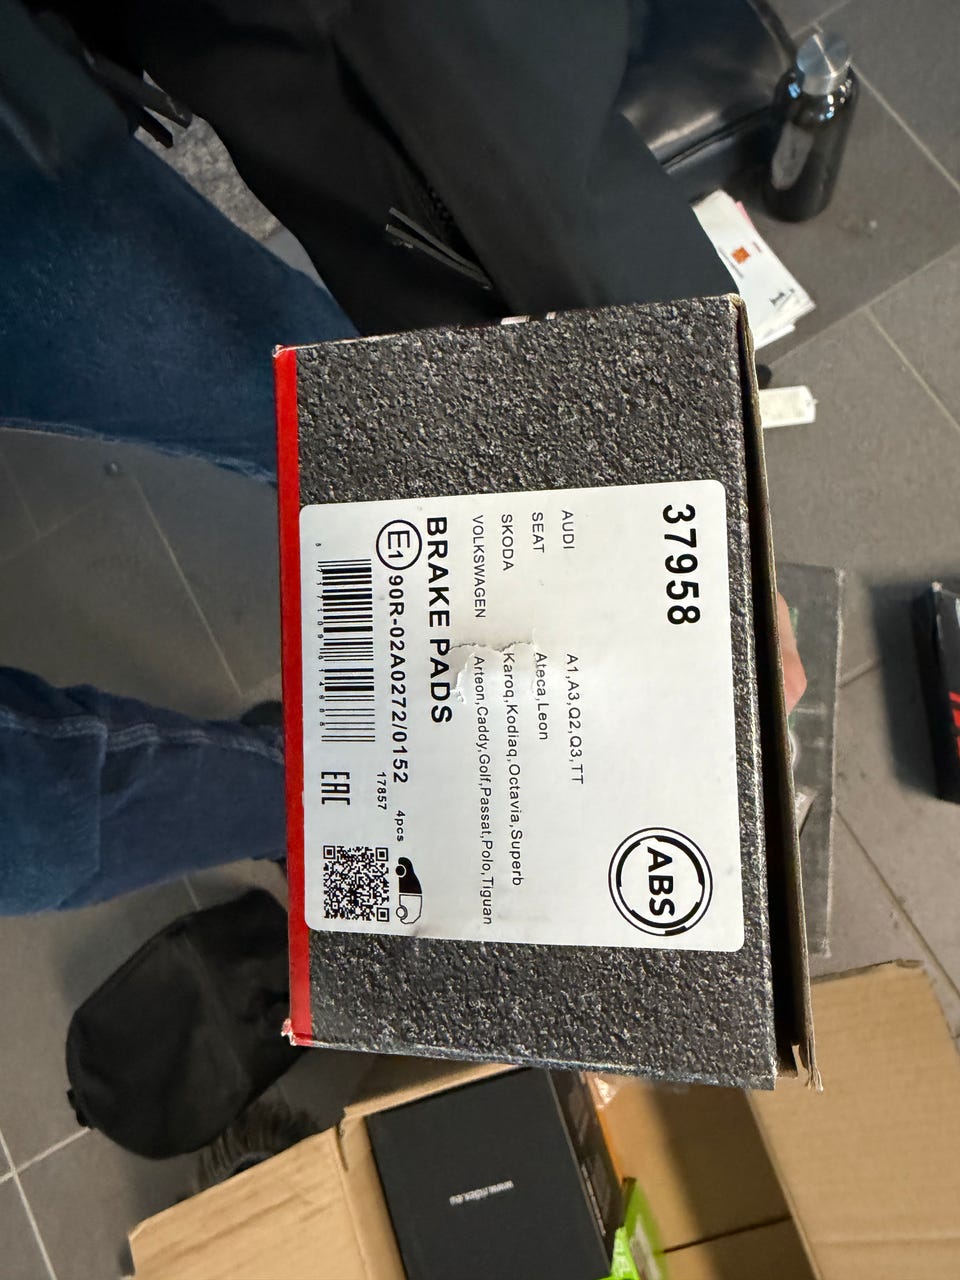 37958
ABS
AUDI A1,A3,Q2,Q3,TT
SEAT Ateca,Leon
SKODA Karoq,Kodiaq,Octavia,Superb
VOLKSWAGEN Arteon,Caddy,Golf,Passat,Polo,Tiguan
BRAKE PADS
E1 90R-02A0272/0152 4pcs
17857
EAC